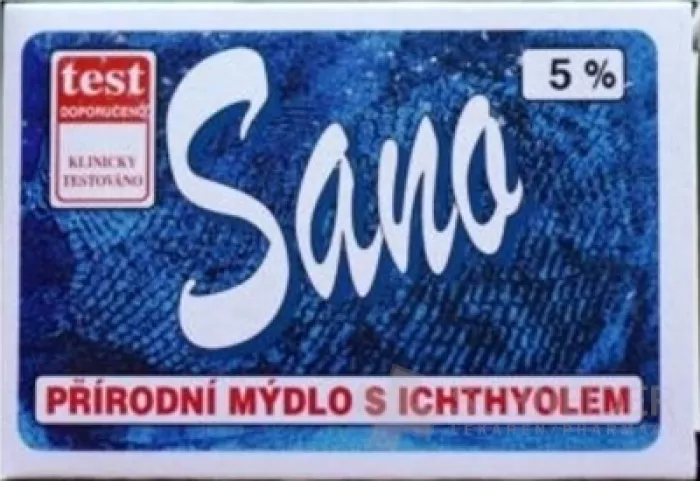 test
DOPORUČENO
KLINICKY
TESTOVÁNO
5 %
Sano
PŘÍRODNÍ MÝDLO S ICHTHYOLEM